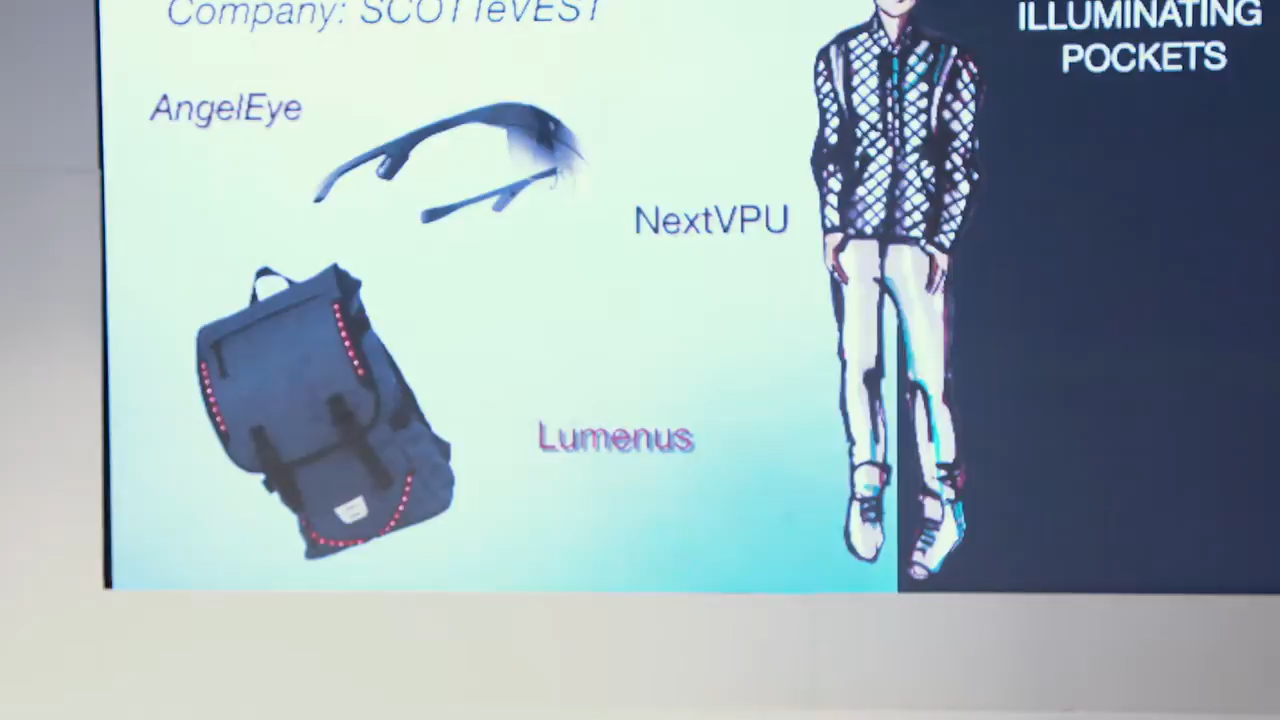 Company: SCOTTeVEST
ILLUMINATING
POCKETS
AngelEye
NextVPU
Lumenus